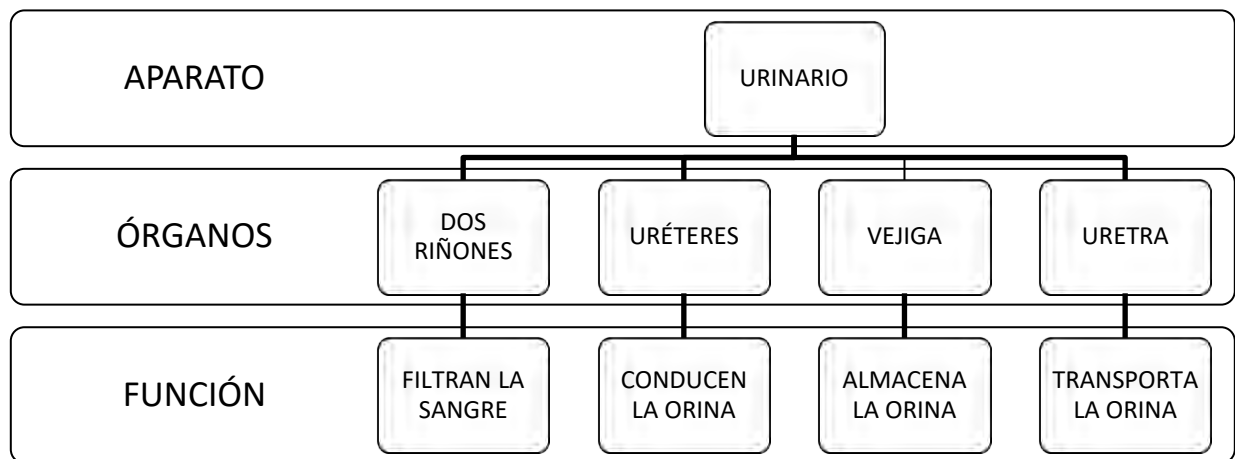 APARATO
URINARIO
ÓRGANOS
DOS
RIÑONES
URÉTERES
VEJIGA
URETRA
FUNCIÓN
FILTRAN LA
SANGRE
CONDUCEN
LA ORINA
ALMACENA
LA ORINA
TRANSPORTA
LA ORINA